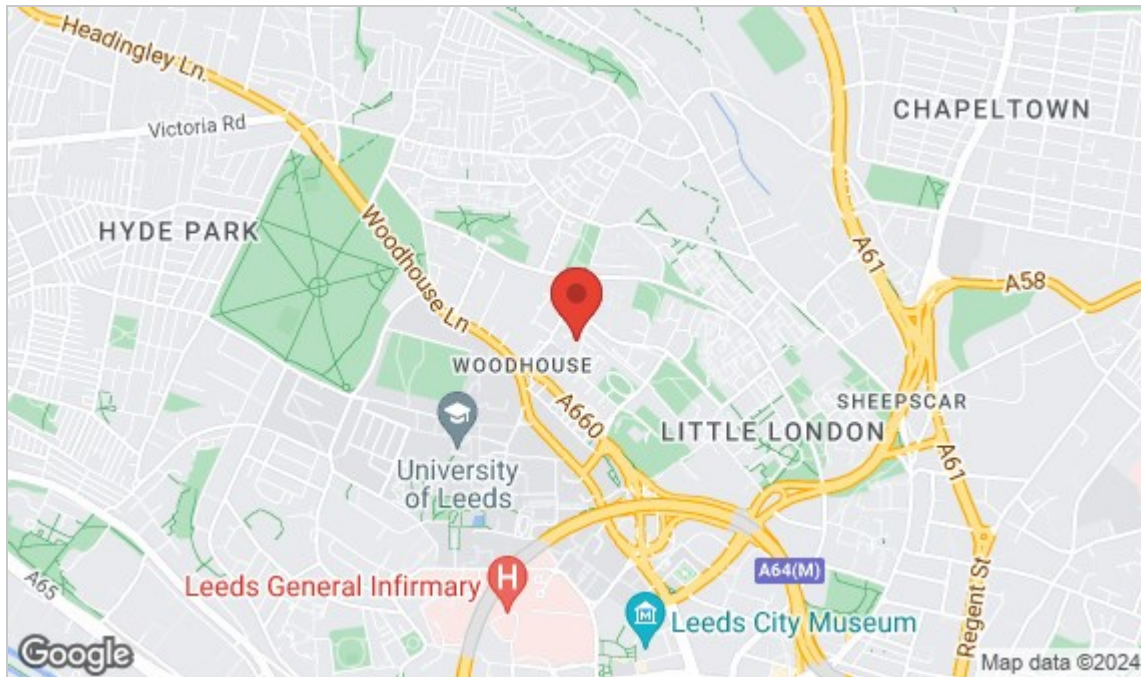 Headingley Ln.
Victoria Rd
CHAPELTOWN
HYDE PARK
Woodhouse Ln
A61
A58
WOODHOUSE
A660
SHEEPSCAR
LITTLE LONDON
A61
University
of Leeds
A65
Leeds General Infirmary
H
A64(M)
Regent St
M
Leeds City Museum
Google
Map data ©2024